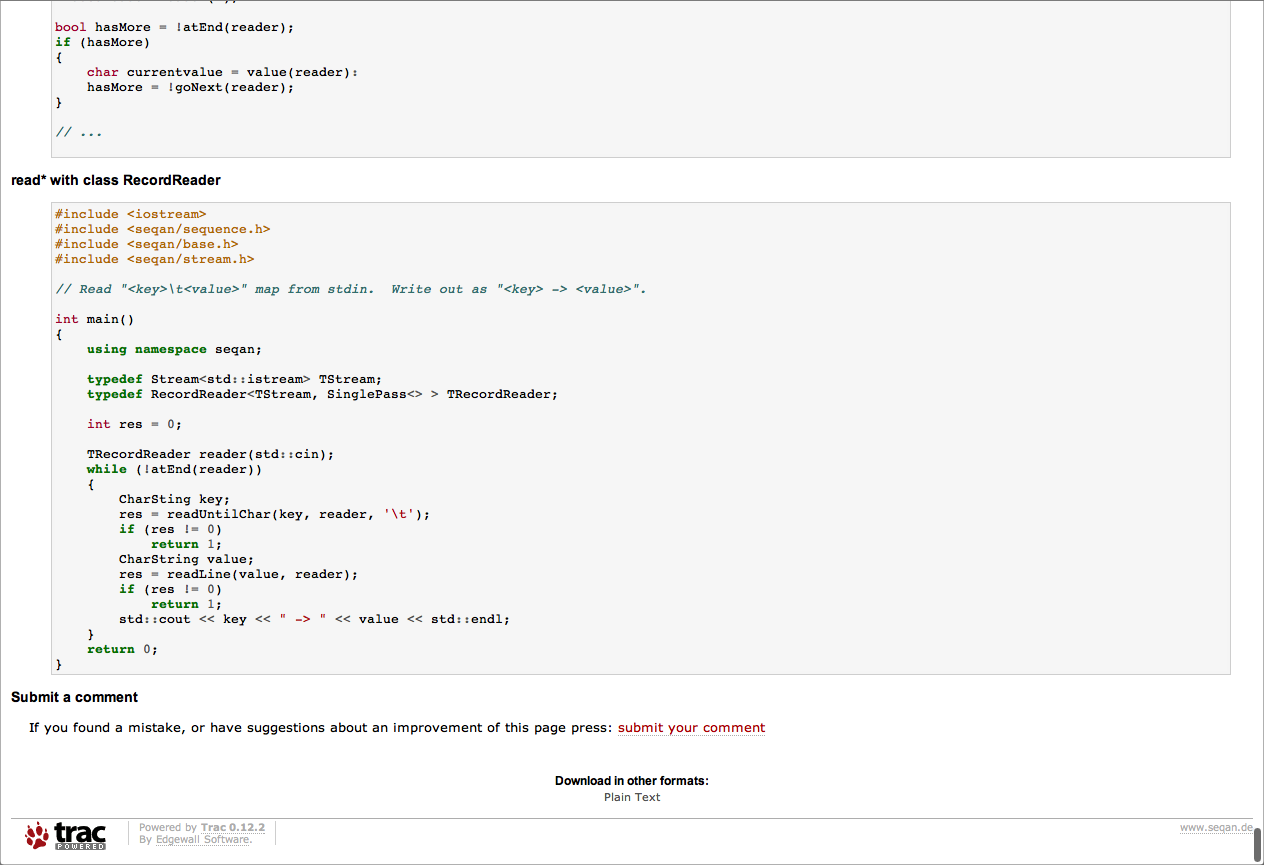 bool hasMore = !atEnd(reader);
if (hasMore)
{
    char currentvalue = value(reader):
    hasMore = !goNext(reader);
}
// ...
read* with class RecordReader
#include <iostream>
#include <seqan/sequence.h>
#include <seqan/base.h>
#include <seqan/stream.h>
// Read "<key>\t<value>" map from stdin.  Write out as "<key> -> <value>".
int main()
{
    using namespace seqan;
    typedef Stream<std::istream> TStream;
    typedef RecordReader<TStream, SinglePass<> > TRecordReader;
    int res = 0;
    TRecordReader reader(std::cin);
    while (!atEnd(reader))
    {
        CharSting key;
        res = readUntilChar(key, reader, '\t');
        if (res != 0)
            return 1;
        CharString value;
        res = readLine(value, reader);
        if (res != 0)
            return 1;
        std::cout << key << " -> " << value << std::endl;
    }
    return 0;
}
Submit a comment
If you found a mistake, or have suggestions about an improvement of this page press: submit your comment
Download in other formats:
Plain Text
trac
POWERED
Powered by Trac 0.12.2
By Edgewall Software.
www.seqan.de